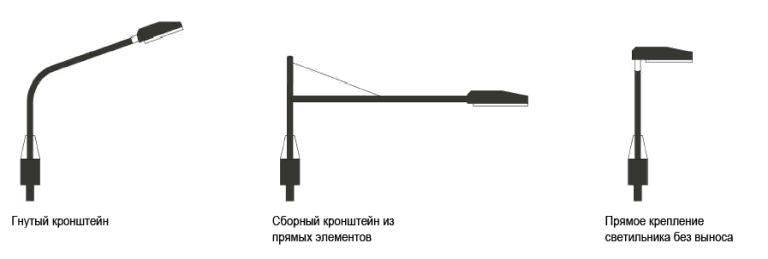 Гнутый кронштейн
Сборный кронштейн из
прямых элементов
Прямое крепление
светильника без выноса